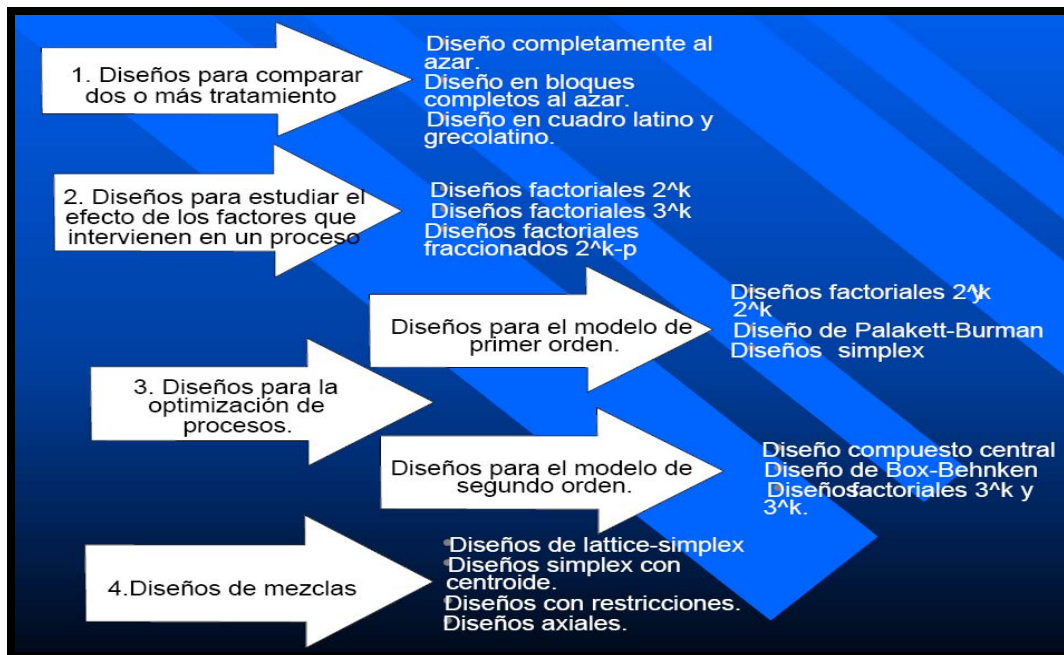 1. Diseños para comparar
dos o más tratamiento
Diseño completamente al
azar.
Diseño en bloques
completos al azar.
Diseño en cuadro latino y
grecolatino.
2. Diseños para estudiar el
efecto de los factores que
intervienen en un proceso
Diseños factoriales 2^k
Diseños factoriales 3^k
Diseños factoriales
fraccionados 2^k-p
Diseños para el modelo de
primer orden.
Diseños factoriales 2^k y
2^k
Diseño de Palakett-Burman
Diseños simplex
3. Diseños para la
optimización de
procesos.
Diseños para el modelo de
segundo orden.
Diseño compuesto central
Diseño de Box-Behnken
Diseños factoriales 3^k y
3^k.
4.Diseños de mezclas
Diseños de lattice-simplex
Diseños simplex con
centroide.
Diseños con restricciones.
Diseños axiales.